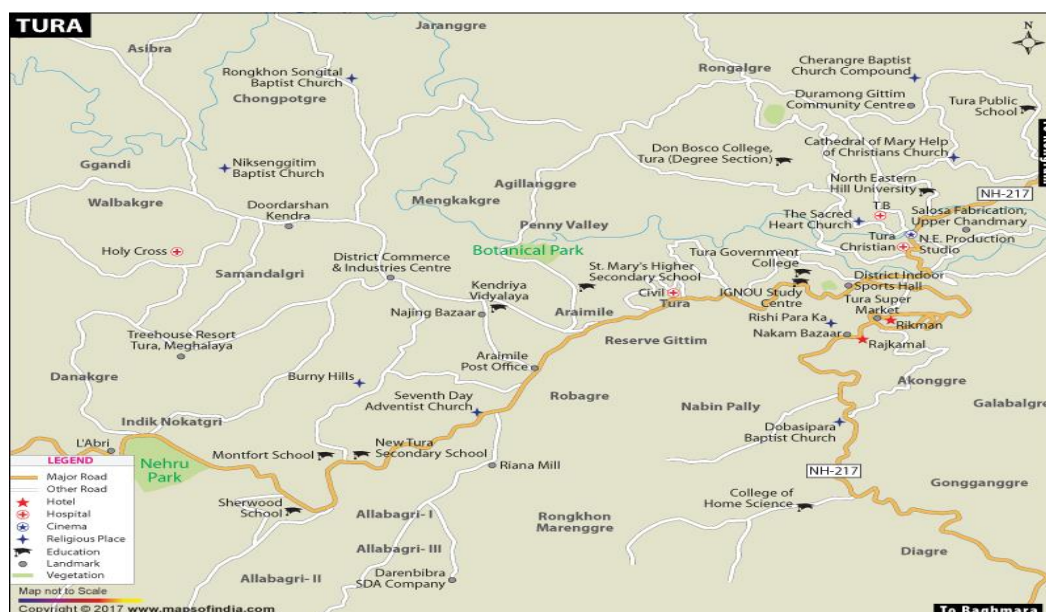 TURA
Jaranggre
N
Asibra
Rongkhon Songital
Baptist Church
Chongpotgre
Rongalgre
Cherangre Baptist
Church Compound
Duramong Gittim
Community Centre
Tura Public
School
Ggandi
Niksenggitim
Baptist Church
Don Bosco College,
Tura (Degree Section)
Cathedral of Mary Help
of Christians Church
Agillanggre
North Eastern
Hill University
NH-217
Walbakgre
Mengkakgre
Doordarshan
Kendra
Penny Valley
The Sacred
Heart Church
T.B
Salosa Fabrication,
Upper Chandmary
Holy Cross
Tura
Christian
N.E. Production
Studio
Botanical Park
District Commerce
& Industries Centre
Samandalgri
St. Mary's Higher
Secondary School
Tura Government
College
District Indoor
Sports Hall
Kendriya
Vidyalaya
Civil
Tura
IGNOU Study
Centre
Najing Bazaar
Araimile
Tura Super
Market
Rishi Para Ka
Rikman
Treehouse Resort
Tura, Meghalaya
Reserve Gittim
Nakam Bazaar
Rajkamal
Araimile
Post Office
Danakgre
Burny Hills
Akonggre
Seventh Day
Adventist Church
Robagre
Nabin Pally
Galabalgre
Indik Nokatgri
Dobasipara
Baptist Church
L'Abri
New Tura
Secondary School
Montfort School
Nehru
Park
Riana Mill
NH-217
Gongganggre
Sherwood
School
College of
Home Science
Allabagri- I
Rongkhon
Marenggre
Allabagri- III
Diagre
Allabagri- II
Darenbibra
SDA Company
LEGEND
Major Road
Other Road
Hotel
Hospital
Cinema
Religious Place
Education
Landmark
Vegetation
Map not to Scale
Copyright © 2017 www.mapsofindia.com
To Baghmara